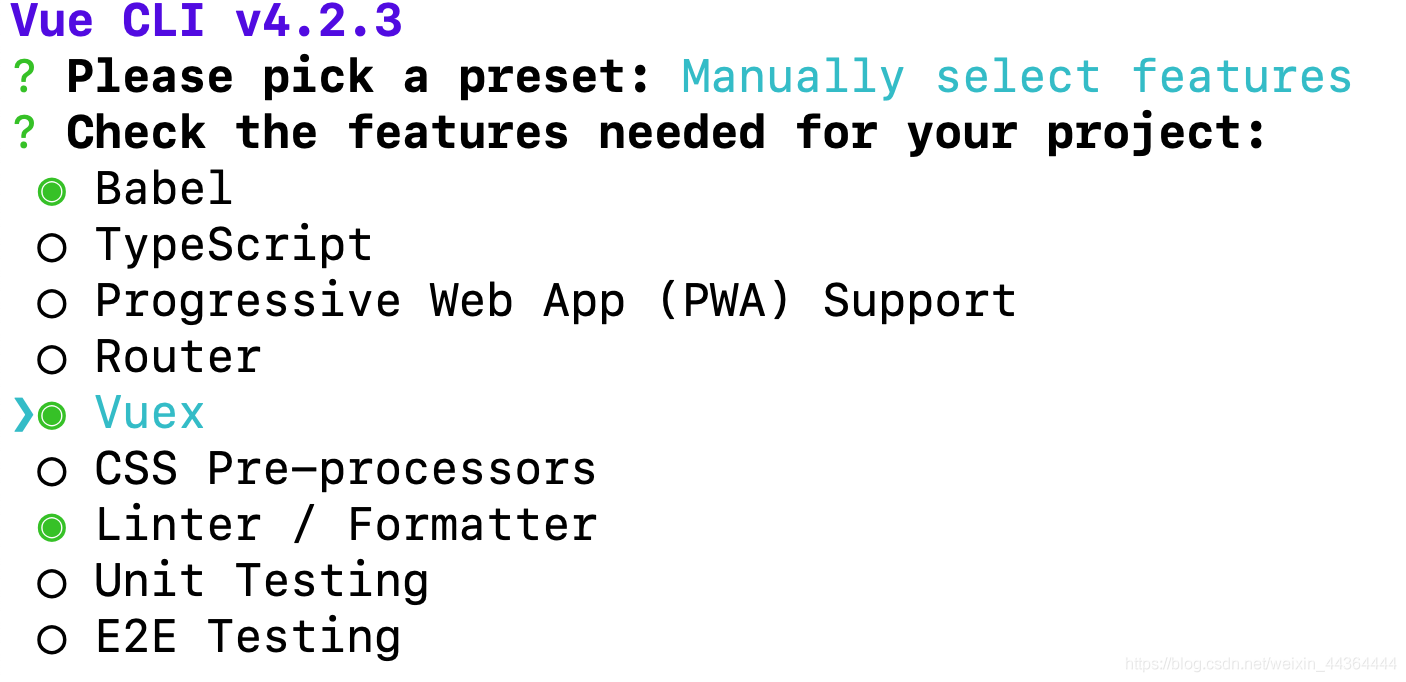 Vue CLI v4.2.3
? Please pick a preset: Manually select features
? Check the features needed for your project:
◉ Babel
◯ TypeScript
◯ Progressive Web App (PWA) Support
◯ Router
❯◉ Vuex
◯ CSS Pre-processors
◉ Linter / Formatter
◯ Unit Testing
◯ E2E Testing
https://blog.csdn.net/weixin_44364444